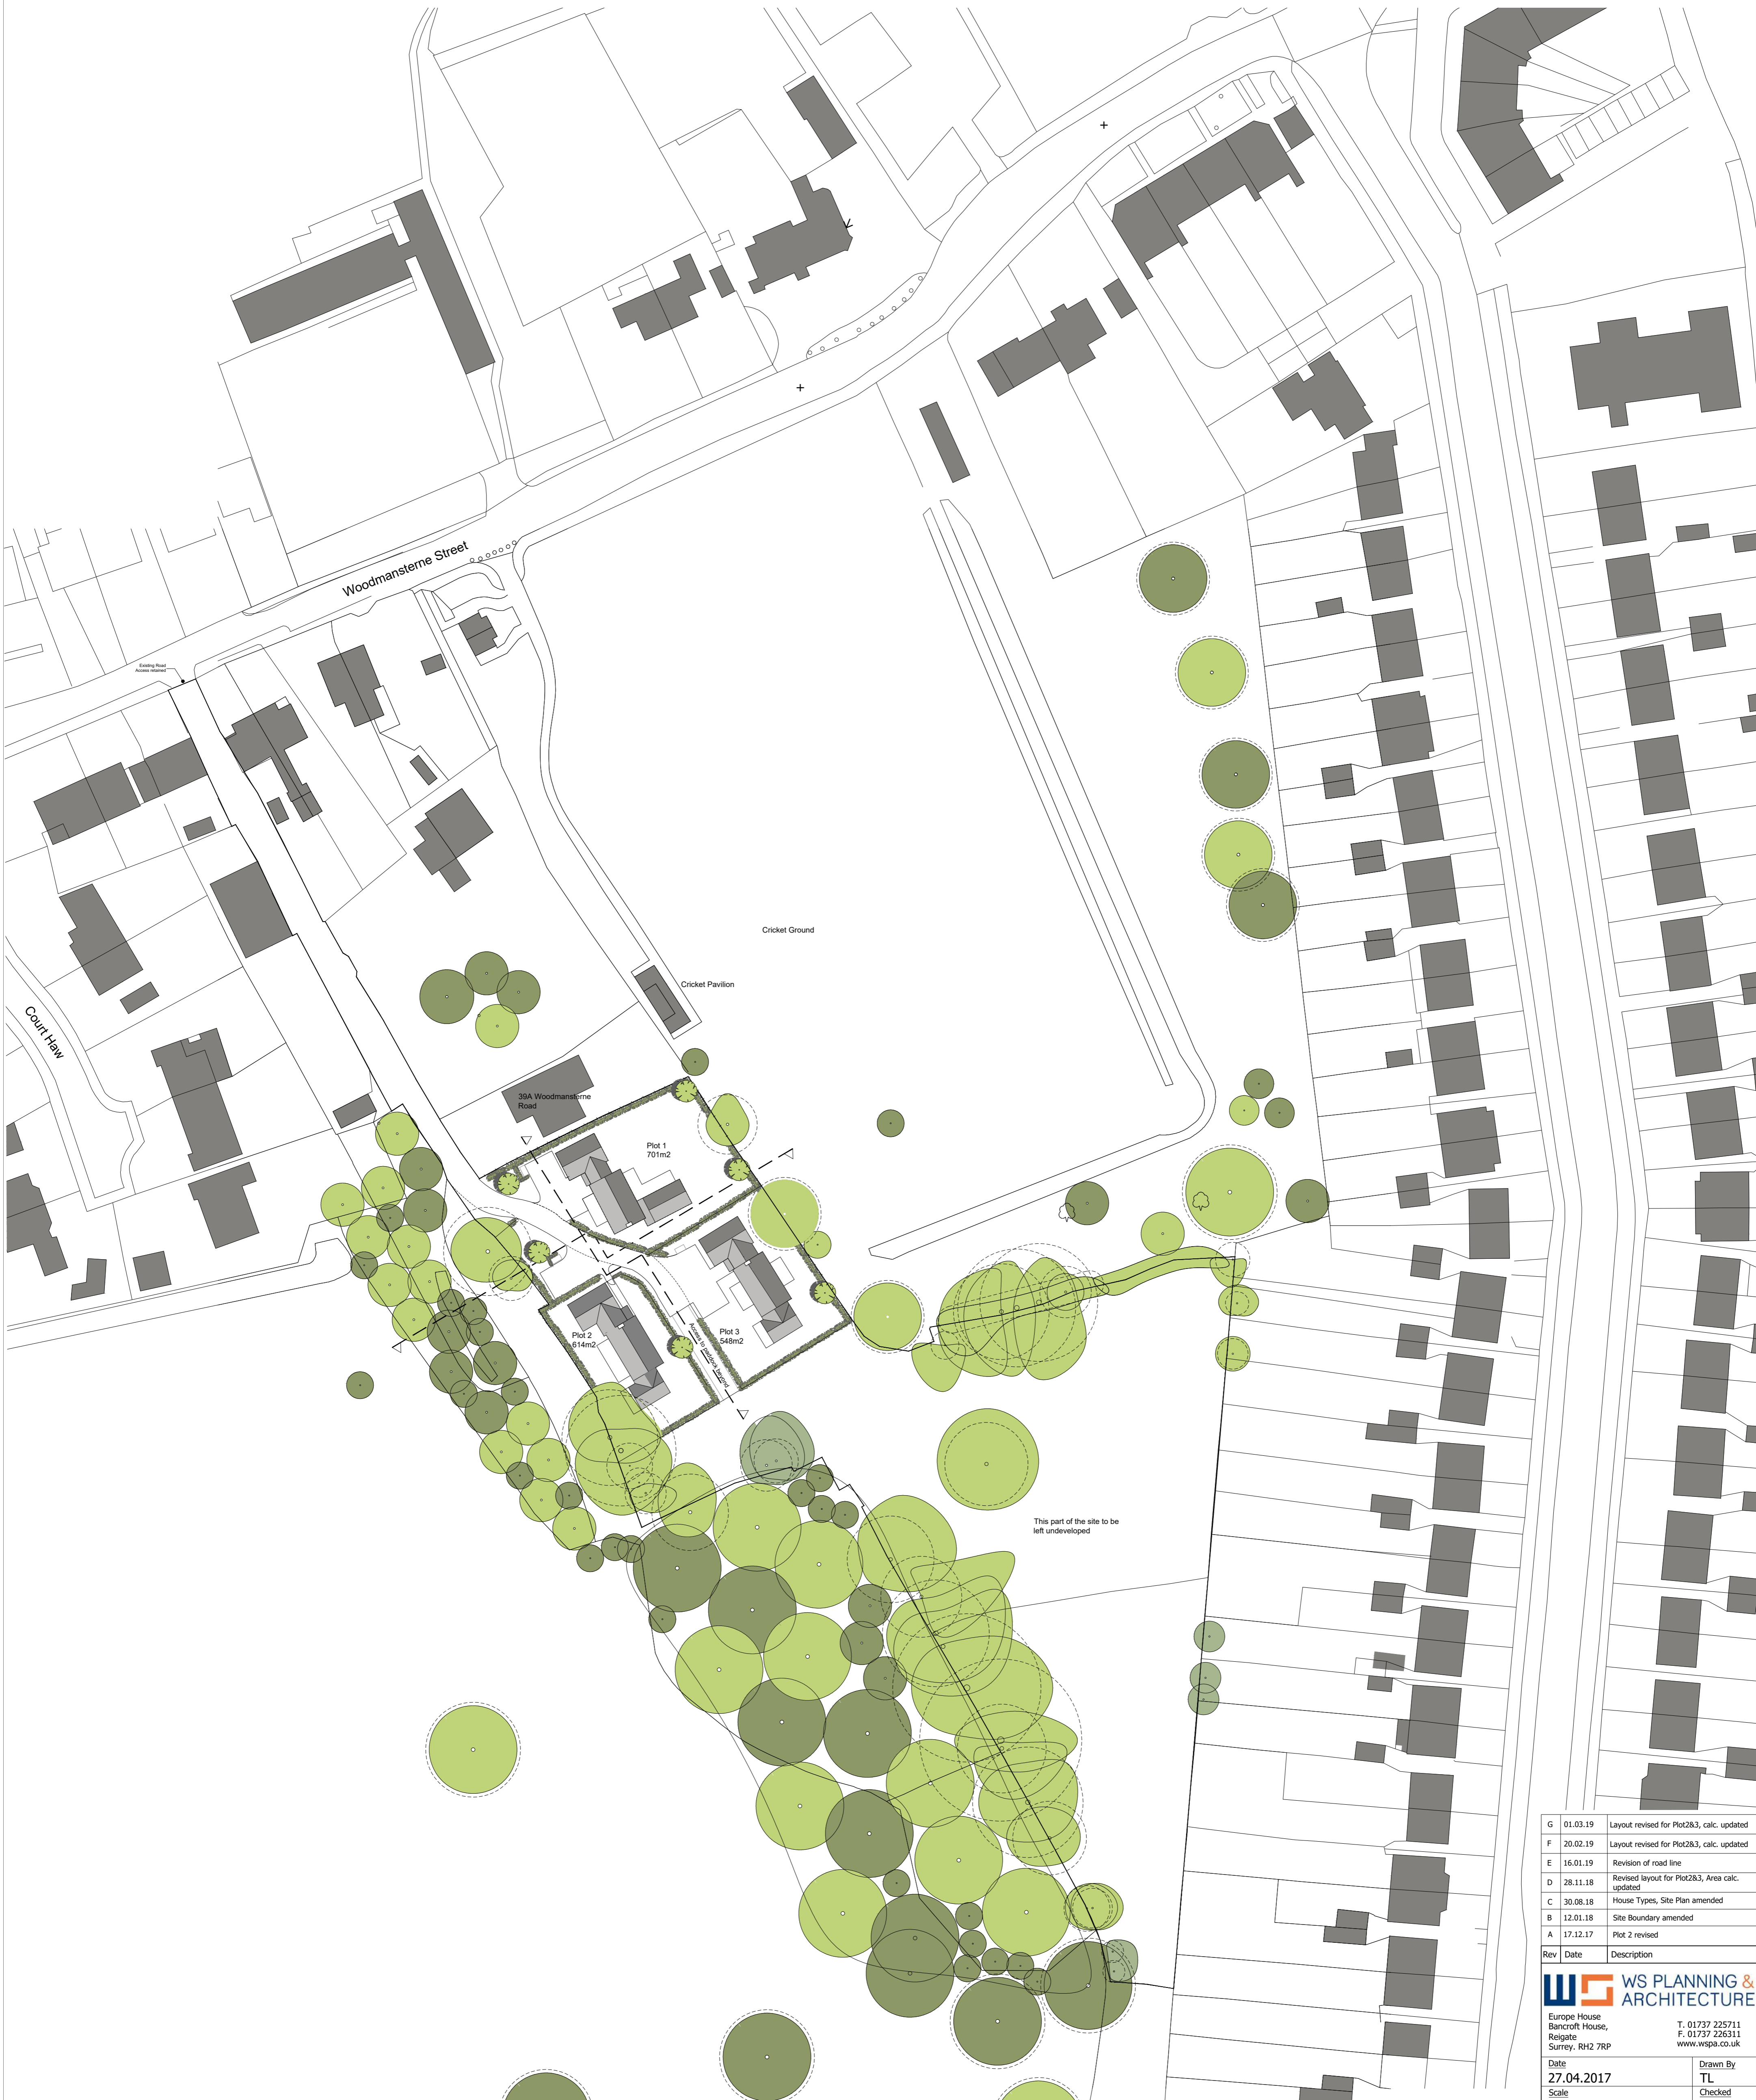 Woodmansterne Street
Existing Road
Access retained
Court Haw
Cricket Ground
Cricket Pavilion
39A Woodmansterne
Road
Plot 1
701m2
Plot 2
614m2
Plot 3
548m2
Access to paddock beyond
This part of the site to be
left undeveloped
G 01.03.19 Layout revised for Plot2&3, calc. updated
F 20.02.19 Layout revised for Plot2&3, calc. updated
E 16.01.19 Revision of road line
D 28.11.18 Revised layout for Plot2&3, Area calc.
updated
C 30.08.18 House Types, Site Plan amended
B 12.01.18 Site Boundary amended
A 17.12.17 Plot 2 revised
Rev Date Description
WS PLANNING &
ARCHITECTURE
Europe House
Bancroft House,
Reigate
Surrey. RH2 7RP
T. 01737 225711
F. 01737 226311
www.wspa.co.uk
Date Drawn By
27.04.2017 TL
Scale Checked